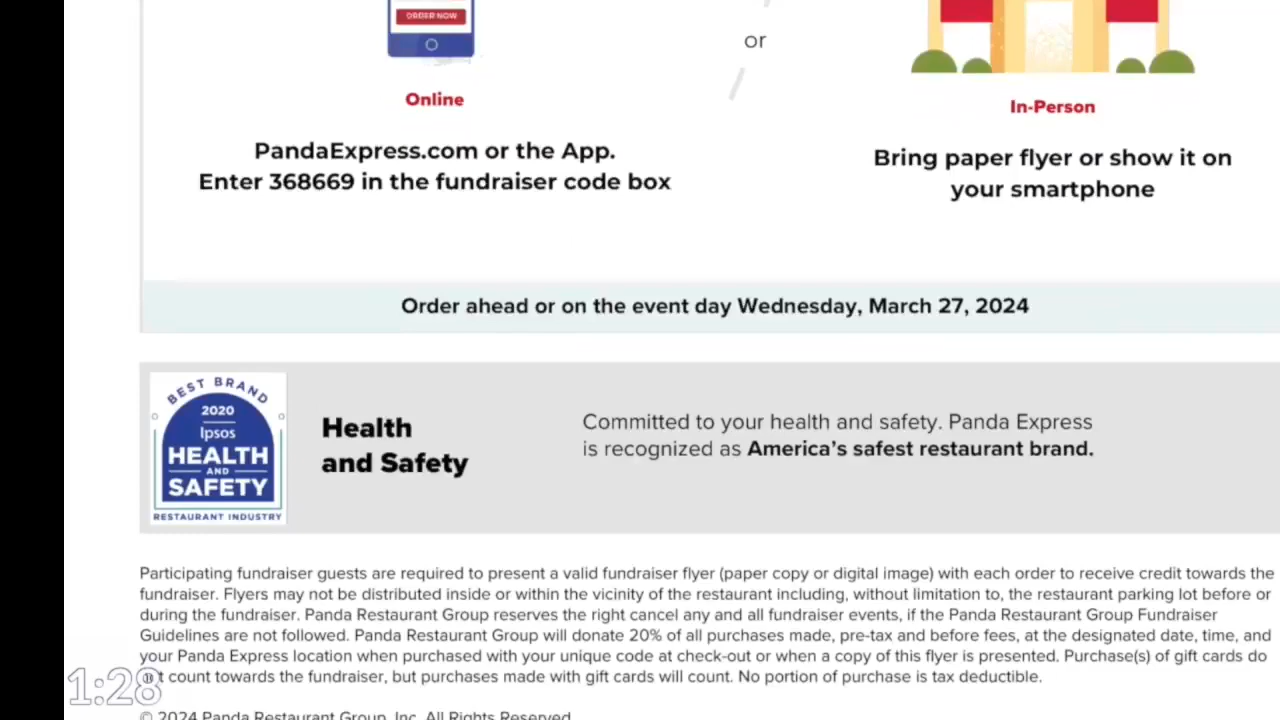 ORDER NOW
or
Online
In-Person
PandaExpress.com or the App.
Enter 368669 in the fundraiser code box
Bring paper flyer or show it on
your smartphone
Order ahead or on the event day Wednesday, March 27, 2024
BEST BRAND
2020
Ipsos
HEALTH
AND
SAFETY
RESTAURANT INDUSTRY
Health
and Safety
Committed to your health and safety. Panda Express
is recognized as America's safest restaurant brand.
Participating fundraiser guests are required to present a valid fundraiser flyer (paper copy or digital image) with each order to receive credit towards the
fundraiser. Flyers may not be distributed inside or within the vicinity of the restaurant including, without limitation to, the restaurant parking lot before or
during the fundraiser. Panda Restaurant Group reserves the right cancel any and all fundraiser events, if the Panda Restaurant Group Fundraiser
Guidelines are not followed. Panda Restaurant Group will donate 20% of all purchases made, pre-tax and before fees, at the designated date, time, and
your Panda Express location when purchased with your unique code at check-out or when a copy of this flyer is presented. Purchase(s) of gift cards do
count towards the fundraiser, but purchases made with gift cards will count. No portion of purchase is tax deductible.
1:28
© 2024 Panda Restaurant Group, Inc. All Rights Reserved